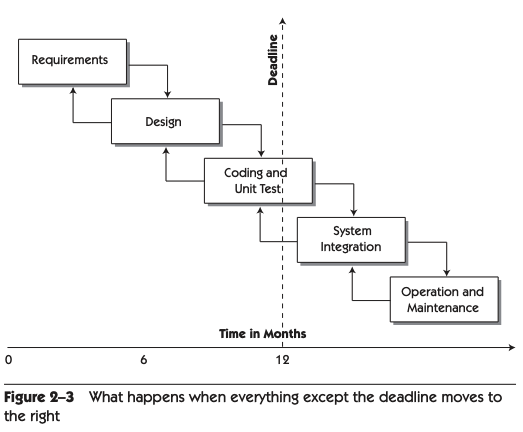 Requirements
Deadline
Design
Coding and
Unit Test
System
Integration
Operation and
Maintenance
Time in Months
0 6 12
Figure 2–3 What happens when everything except the deadline moves to
the right